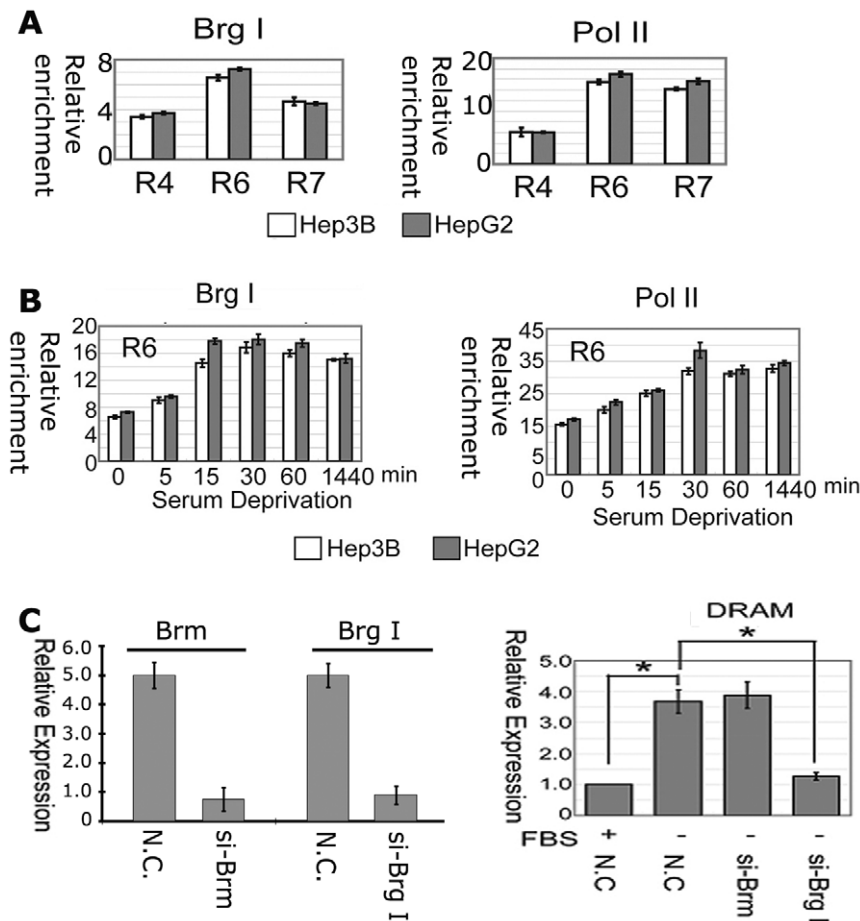 A
Brg I
Pol II
Relative enrichment
8
4
0
R4 R6 R7
Relative enrichment
20
10
0
R4 R6 R7
Hep3B HepG2
B
Brg I
Pol II
Relative enrichment
20
16
12
8
4
0
R6
0 5 15 30 60 1440 min
Serum Deprivation
Relative enrichment
45
35
25
15
5
0
R6
0 5 15 30 60 1440 min
Serum Deprivation
Hep3B HepG2
C
Brm
Brg I
Relative Expression
6.0
5.0
4.0
3.0
2.0
1.0
0
N.C.
si-Brm
N.C.
si-Brg I
DRAM
*
*
Relative Expression
5.0
4.0
3.0
2.0
1.0
0
FBS + - - -
N.C
N.C
si-Brm
si-Brg I